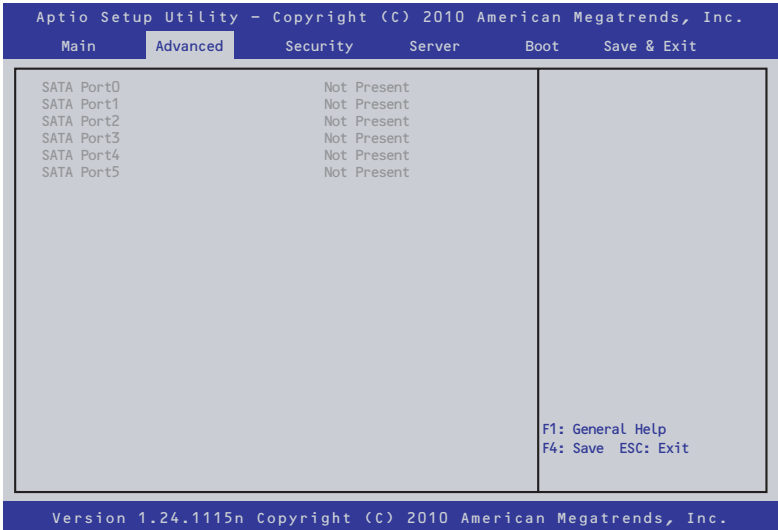 Aptio Setup Utility – Copyright (C) 2010 American Megatrends, Inc.
Main Advanced Security Server Boot Save & Exit
SATA Port0 Not Present
SATA Port1 Not Present
SATA Port2 Not Present
SATA Port3 Not Present
SATA Port4 Not Present
SATA Port5 Not Present
F1: General Help
F4: Save ESC: Exit
Version 1.24.1115n Copyright (C) 2010 American Megatrends, Inc.